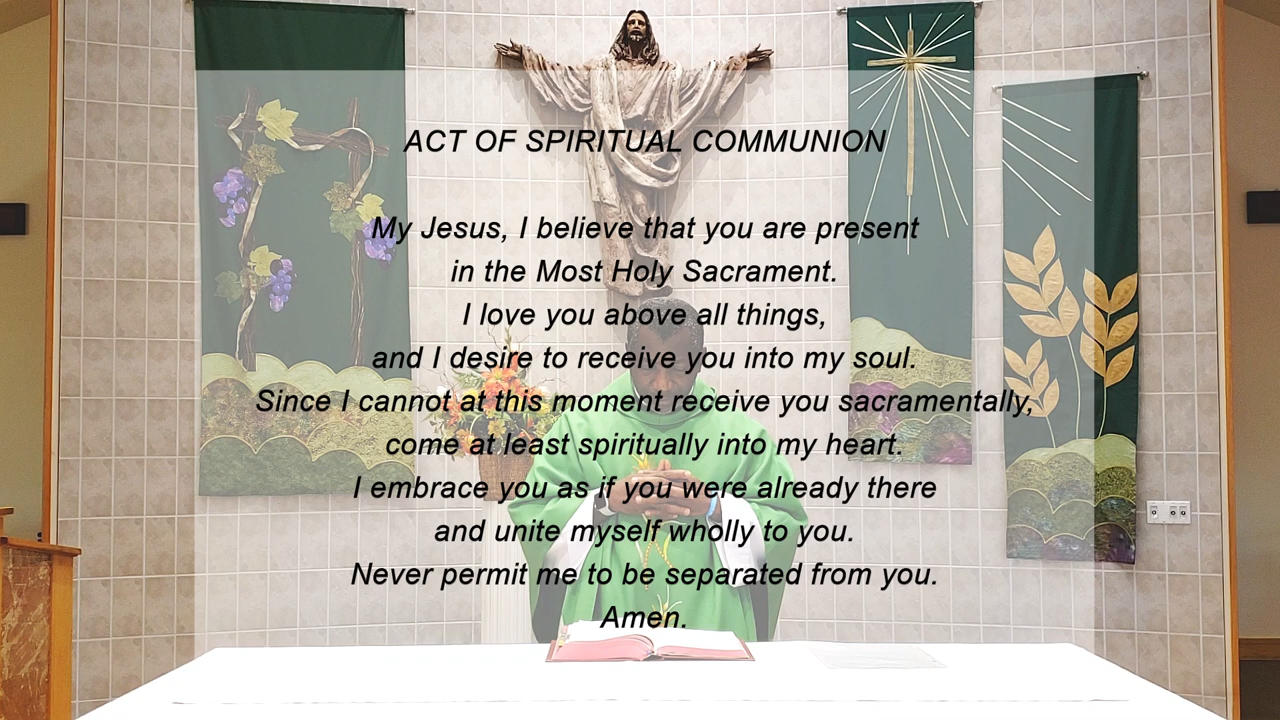 ACT OF SPIRITUAL COMMUNION
My Jesus, I believe that you are present
in the Most Holy Sacrament.
I love you above all things,
and I desire to receive you into my soul.
Since I cannot at this moment receive you sacramentally,
come at least spiritually into my heart.
I embrace you as if you were already there
and unite myself wholly to you.
Never permit me to be separated from you.
Amen.